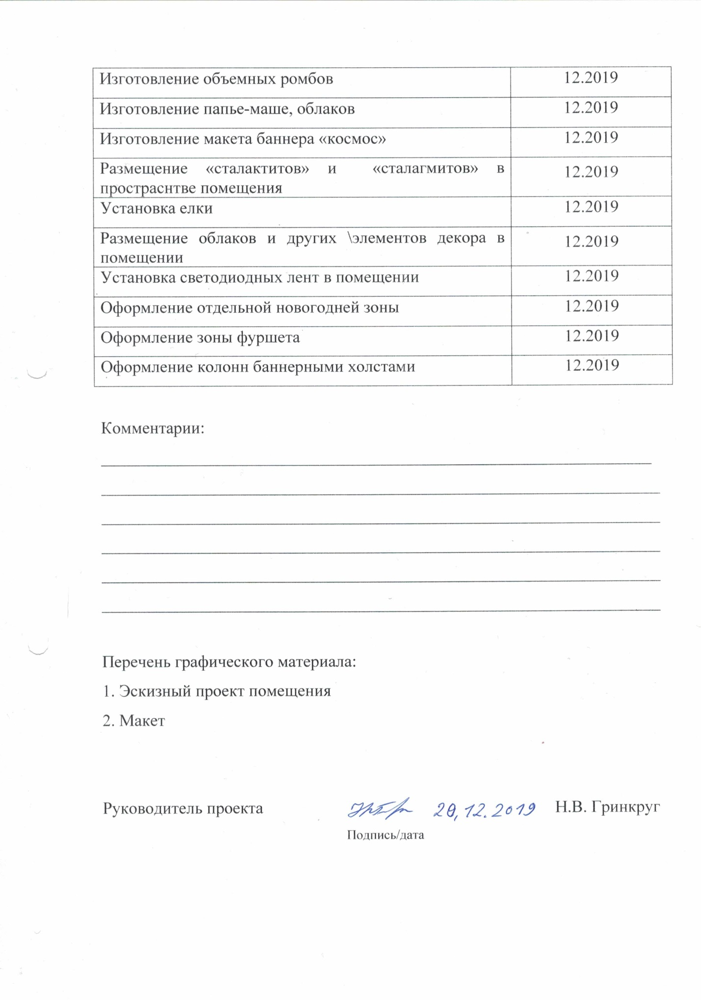 Изготовление объемных ромбов 12.2019
Изготовление папье-маше, облаков 12.2019
Изготовление макета баннера «космос» 12.2019
Размещение «сталактитов» и «сталагмитов» в 12.2019
прострасңтве помещения
Установка елки 12.2019
Размещение облаков и других \элементов декора в 12.2019
помещении
Установка светодиодных лент в помещении 12.2019
Оформление отдельной новогодней зоны 12.2019
Оформление зоны фуршета 12.2019
Оформление колонн баннерными холстами 12.2019
Комментарии:
Перечень графического материала:
1. Эскизный проект помещения
2. Макет
Руководитель проекта 20.12.2019 Н.В. Гринкруг
Подпись/дата